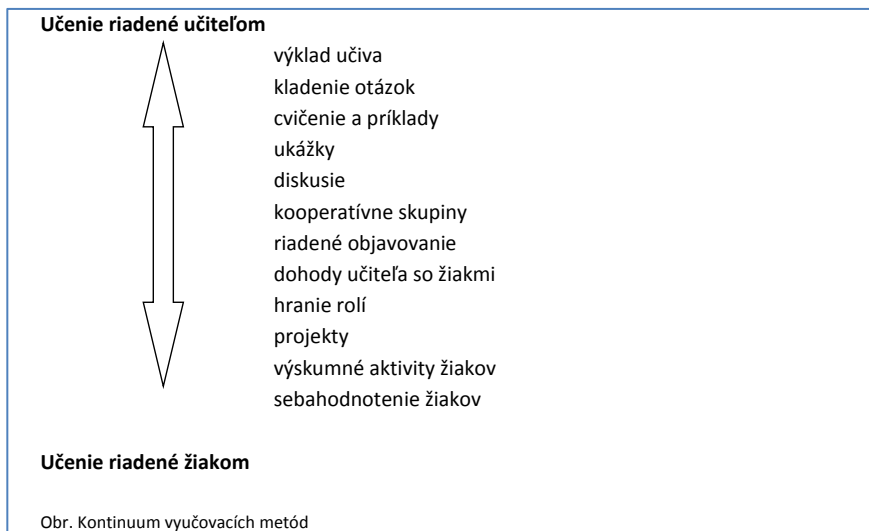 Učenie riadené učiteľom
výklad učiva
kladenie otázok
cvičenie a príklady
ukážky
diskusie
kooperatívne skupiny
riadené objavovanie
dohody učiteľa so žiakmi
hranie rolí
projekty
výskumné aktivity žiakov
sebahodnotenie žiakov
Učenie riadené žiakom
Obr. Kontinuum vyučovacích metód